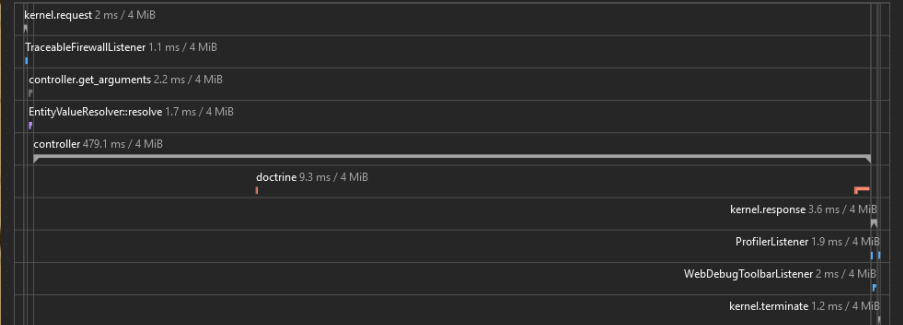 kernel.request 2 ms / 4 MiB
TraceableFirewallListener 1.1 ms / 4 MiB
controller.get_arguments 2.2 ms / 4 MiB
EntityValueResolver::resolve 1.7 ms / 4 MiB
controller 479.1 ms / 4 MiB
doctrine 9.3 ms / 4 MiB
kernel.response 3.6 ms / 4 MiB
ProfilerListener 1.9 ms / 4 MiB
WebDebugToolbarListener 2 ms / 4 MiB
kernel.terminate 1.2 ms / 4 MiB